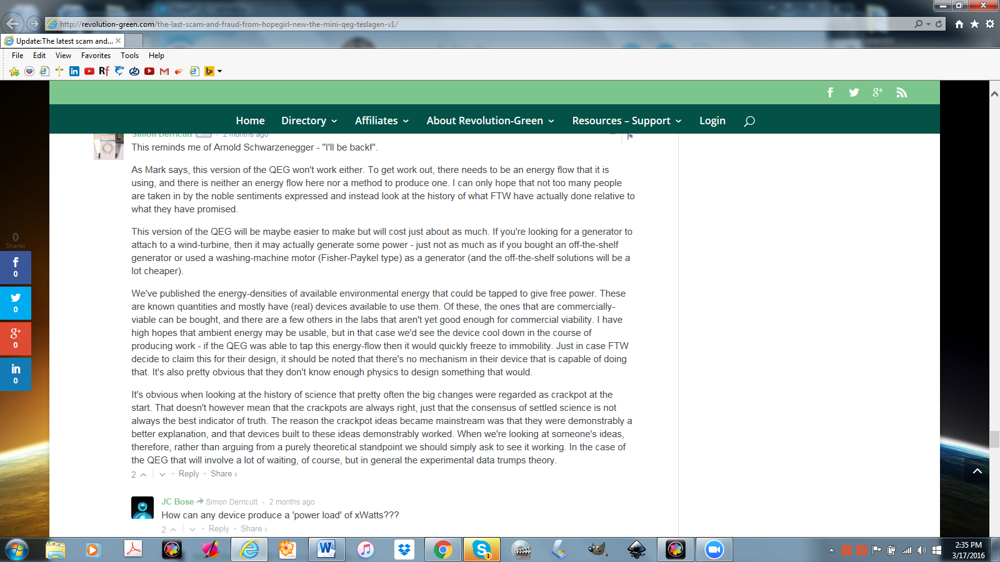 http://revolution-green.com/the-last-scam-and-fraud-from-hopegirl-new-the-mini-qeg-teslagen-v1/
Update:The latest scam and...
File Edit View Favorites Tools Help
Rf
Home Directory Affiliates About Revolution-Green Resources – Support Login
Simon Derricutt MOD • 2 months ago
This reminds me of Arnold Schwarzenegger - "I'll be back!".
As Mark says, this version of the QEG won't work either. To get work out, there needs to be an energy flow that it is
using, and there is neither an energy flow here nor a method to produce one. I can only hope that not too many people
are taken in by the noble sentiments expressed and instead look at the history of what FTW have actually done relative to
what they have promised.
This version of the QEG will be maybe easier to make but will cost just about as much. If you're looking for a generator to
attach to a wind-turbine, then it may actually generate some power - just not as much as if you bought an off-the-shelf
generator or used a washing-machine motor (Fisher-Paykel type) as a generator (and the off-the-shelf solutions will be a
lot cheaper).
We've published the energy-densities of available environmental energy that could be tapped to give free power. These
are known quantities and mostly have (real) devices available to use them. Of these, the ones that are commercially-
viable can be bought, and there are a few others in the labs that aren't yet good enough for commercial viability. I have
high hopes that ambient energy may be usable, but in that case we'd see the device cool down in the course of
producing work - if the QEG was able to tap this energy-flow then it would quickly freeze to immobility. Just in case FTW
decide to claim this for their design, it should be noted that there's no mechanism in their device that is capable of doing
that. It's also pretty obvious that they don't know enough physics to design something that would.
It's obvious when looking at the history of science that pretty often the big changes were regarded as crackpot at the
start. That doesn't however mean that the crackpots are always right, just that the consensus of settled science is not
always the best indicator of truth. The reason the crackpot ideas became mainstream was that they were demonstrably a
better explanation, and that devices built to these ideas demonstrably worked. When we're looking at someone's ideas,
therefore, rather than arguing from a purely theoretical standpoint we should simply ask to see it working. In the case of
the QEG that will involve a lot of waiting, of course, but in general the experimental data trumps theory.
2 • Reply • Share ›
JC Bose Simon Derricutt • 2 months ago
How can any device produce a 'power load' of xWatts???
2 • Reply • Share ›
0
Shares
0
0
0
0
2:35 PM
3/17/2016